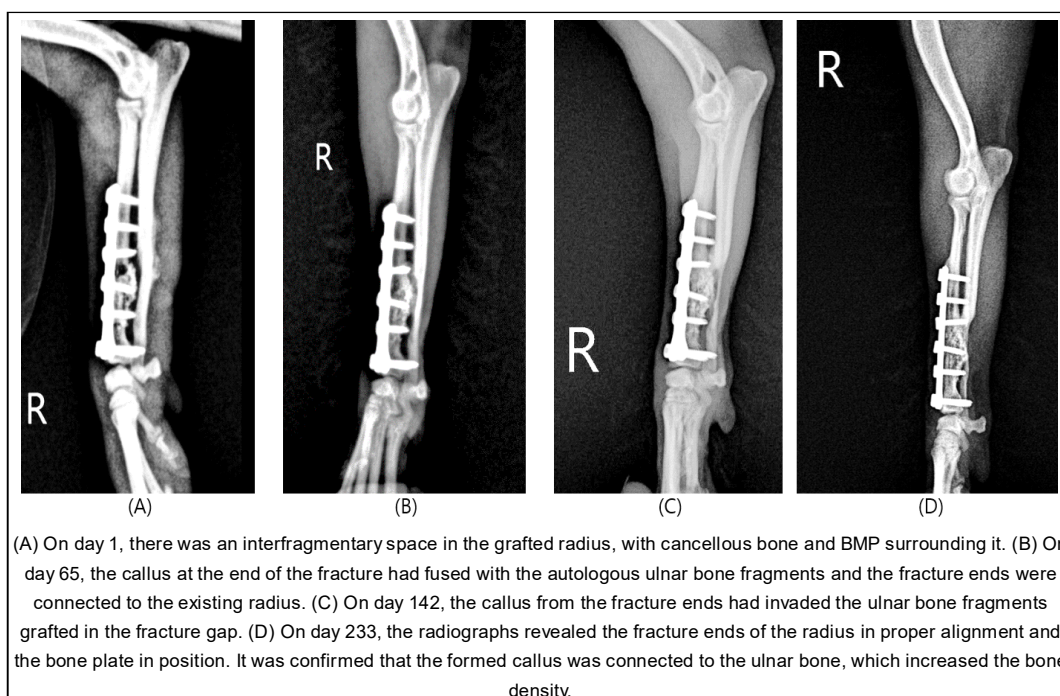 R
R
R
R
(A)
(B)
(C)
(D)
(A) On day 1, there was an interfragmentary space in the grafted radius, with cancellous bone and BMP surrounding it. (B) On
day 65, the callus at the end of the fracture had fused with the autologous ulnar bone fragments and the fracture ends were
connected to the existing radius. (C) On day 142, the callus from the fracture ends had invaded the ulnar bone fragments
grafted in the fracture gap. (D) On day 233, the radiographs revealed the fracture ends of the radius in proper alignment and
the bone plate in position. It was confirmed that the formed callus was connected to the ulnar bone, which increased the bone
density.